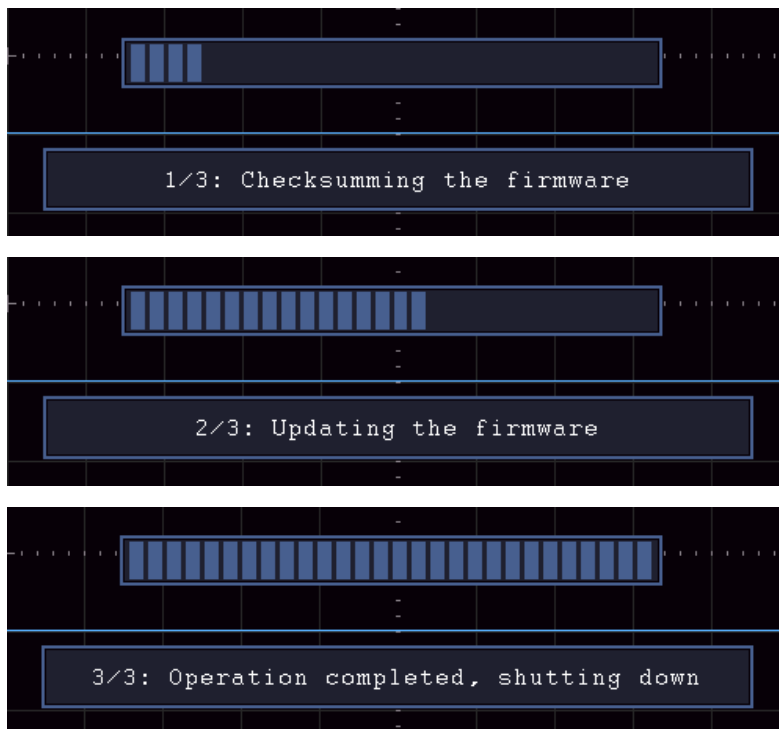 1/3: Checksumming the firmware
2/3: Updating the firmware
3/3: Operation completed, shutting down